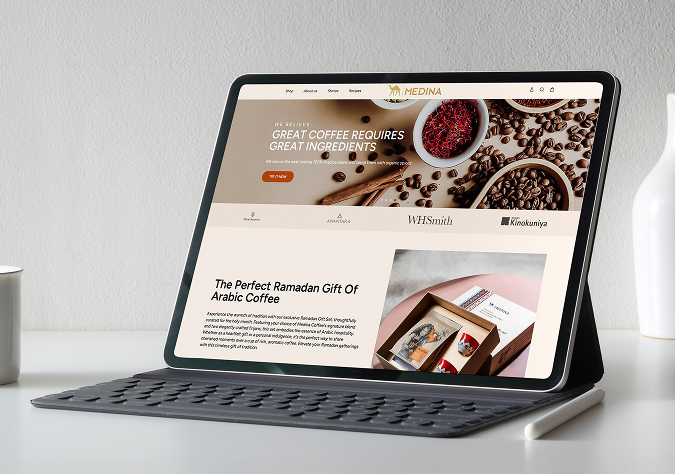 Shop About us Stories Recipes MEDINA
WE BELIEVE
GREAT COFFEE REQUIRES
GREAT INGREDIENTS
We source the best-tasting 100% Arabica beans and blend them with organic spices
TRY IT NOW
ANANTARA WHSmith Kinokuniya
The Perfect Ramadan Gift Of
Arabic Coffee
Experience the warmth of tradition with our exclusive Ramadan Gift Set, thoughtfully
curated for the holy month. Featuring your choice of Medina Coffee's signature blend
and two elegantly crafted finjans, this set embodies the essence of Arabic hospitality.
Whether as a heartfelt gift or a personal indulgence, it's the perfect way to share
cherished moments over a cup of rich, aromatic coffee. Elevate your Ramadan gatherings
with this timeless gift of tradition.
MEDINA